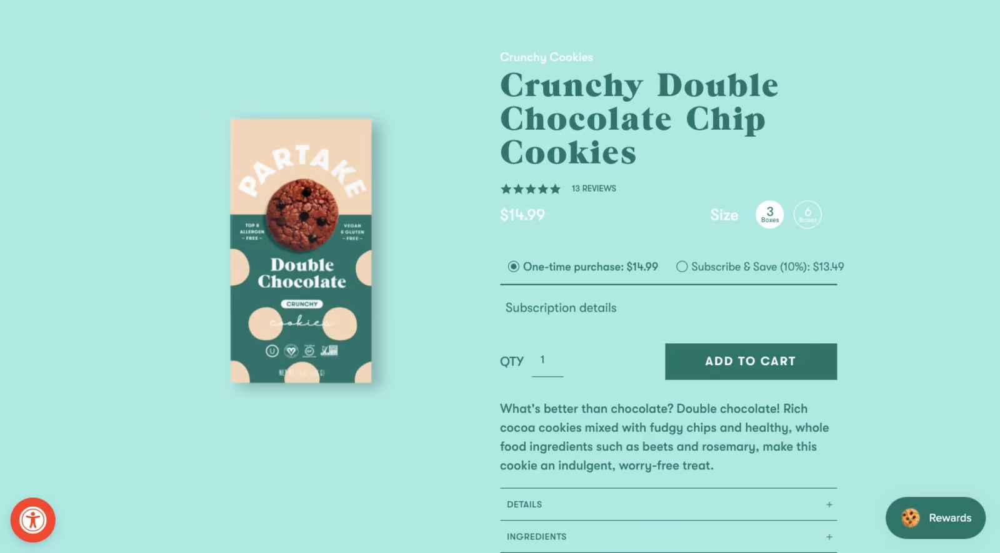 Crunchy Cookies
Crunchy Double
Chocolate Chip
Cookies
13 REVIEWS
$14.99
Size
3
Boxes
6
Boxes
One-time purchase: $14.99
Subscribe & Save (10%): $13.49
Subscription details
QTY
1
ADD TO CART
What's better than chocolate? Double chocolate! Rich
cocoa cookies mixed with fudgy chips and healthy, whole
food ingredients such as beets and rosemary, make this
cookie an indulgent, worry-free treat.
DETAILS +
INGREDIENTS +
PARTAKE
TOP 8
ALLERGEN
- FREE -
VEGAN
& GLUTEN
- FREE -
Double
Chocolate
CRUNCHY
cookies
U
GF
Rewards